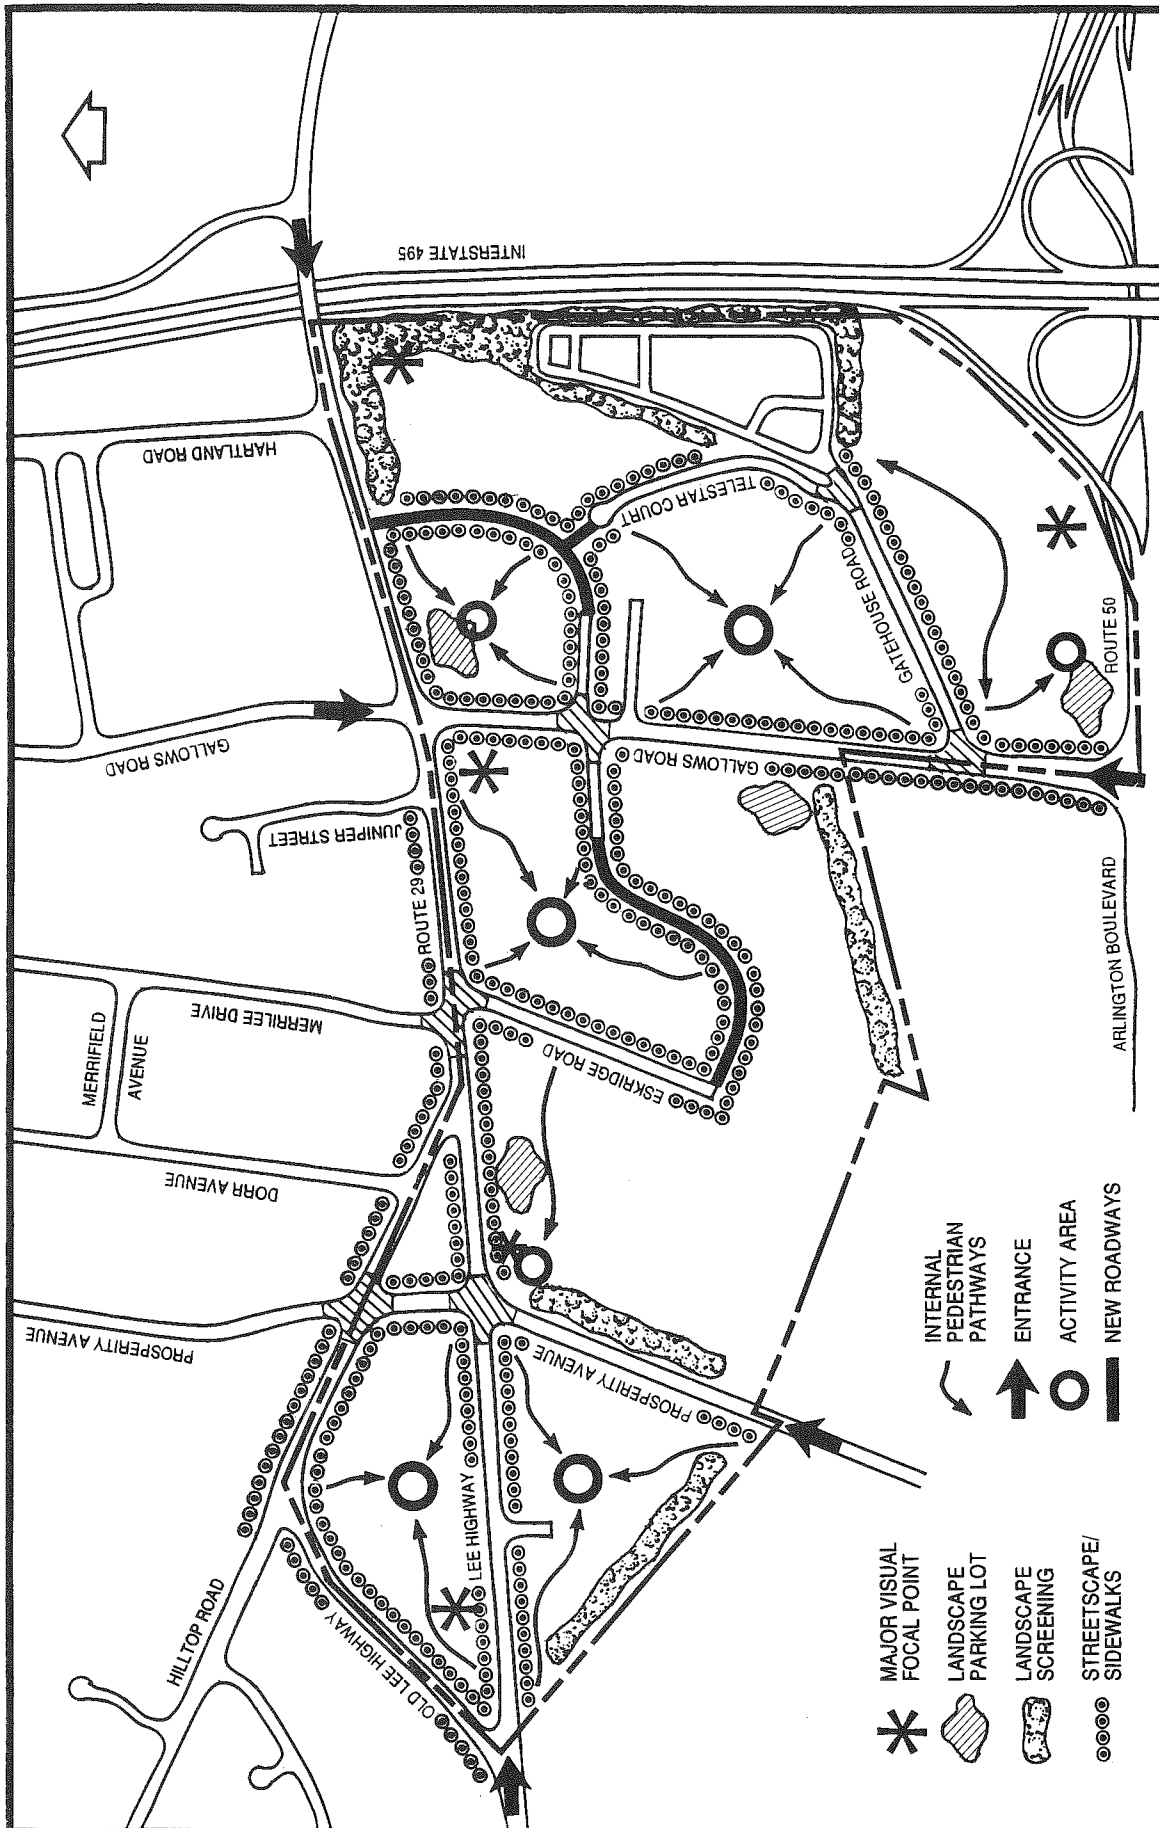 INTERSTATE 495
HARTLAND ROAD
GALLOWS ROAD
JUNIPER STREET
ROUTE 29
MERRILEE DRIVE
MERRIFIELD
AVENUE
DORR AVENUE
PROSPERITY AVENUE
HILLTOP ROAD
OLD LEE HIGHWAY
LEE HIGHWAY
PROSPERITY AVENUE
ESKRIDGE ROAD
GALLOWS ROAD
TELESTAR COURT
GATEHOUSE ROAD
ROUTE 50
ARLINGTON BOULEVARD
MAJOR VISUAL
FOCAL POINT
LANDSCAPE
PARKING LOT
LANDSCAPE
SCREENING
STREETSCAPE/
SIDEWALKS
INTERNAL
PEDESTRIAN
PATHWAYS
ENTRANCE
ACTIVITY AREA
NEW ROADWAYS